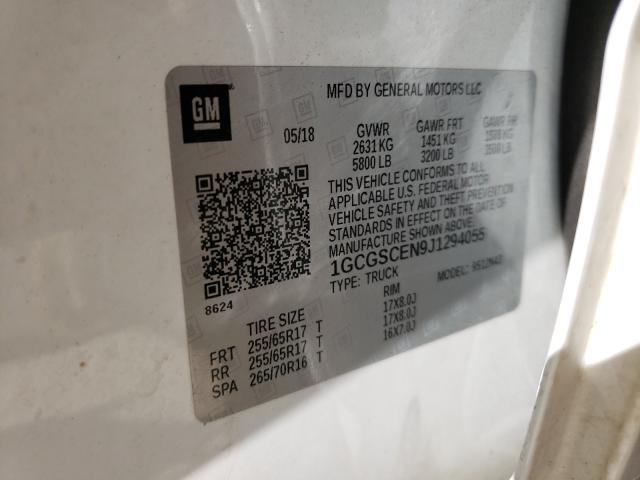 GM
MFD BY GENERAL MOTORS LLC
05/18 GVWR GAWR FRT GAWR RR
2631 KG 1451 KG 1588 KG
5800 LB 3200 LB 3500 LB
THIS VEHICLE CONFORMS TO ALL
APPLICABLE U.S. FEDERAL MOTOR
VEHICLE SAFETY AND THEFT PREVENTION
STANDARDS IN EFFECT ON THE DATE OF
MANUFACTURE SHOWN ABOVE.
1GCGSCEN9J1294055
TYPE: TRUCK MODEL:
8624
TIRE SIZE RIM
FRT 255/65R17 T 17X8.0J
RR 255/65R17 T 17X8.0J
SPA 265/70R16 T 16X7.0J